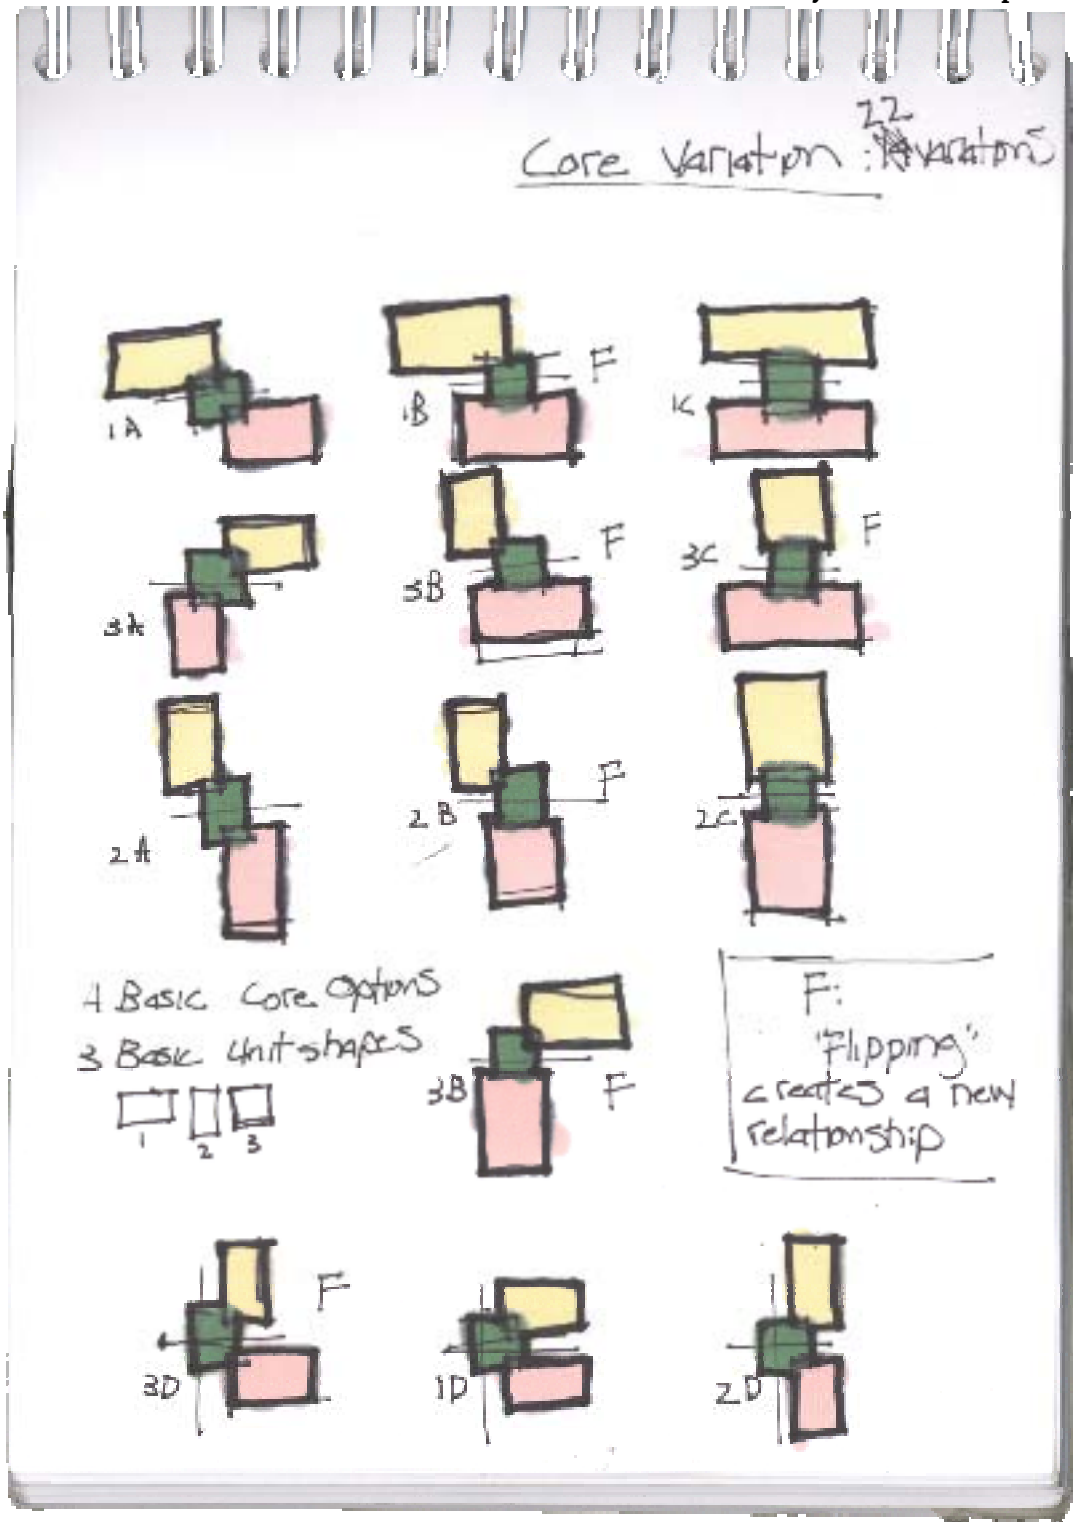 22
Core Variation : variations
1A
1B
F
1C
3A
3B
F
3C
F
2A
2B
F
2C
4 Basic Core Options
3 Basic Unit shapes
1
2
3
3B
F
F:
"Flipping"
creates a new
relationship
3D
F
1D
2D